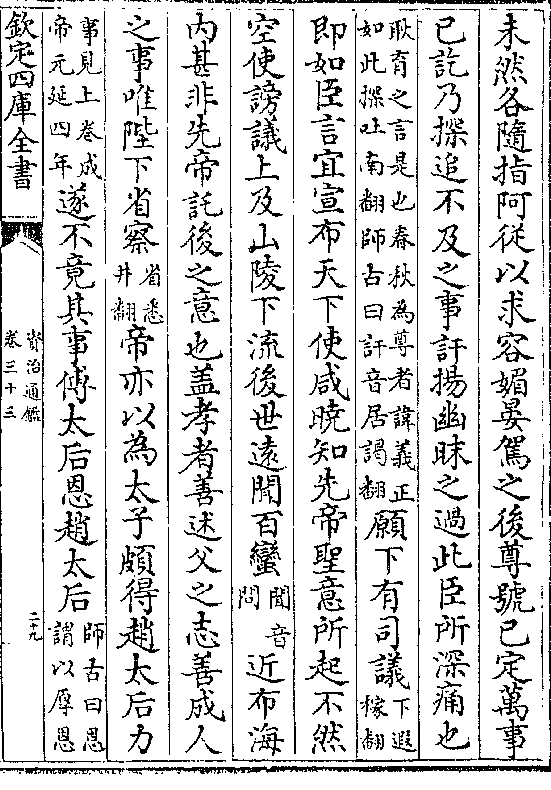 未然各隨指阿從以求容媚晏駕之後尊號已定萬事
已訖乃探追不及之事訐揚幽昧之過此臣所深痛也
耿育之言是也春秋為尊者諱義正
如此探吐南翻師古曰訐音居謁翻
願下有司議
下遐
稼翻
即如臣言宜宣布天下使咸曉知先帝聖意所起不然
空使謗議上及山陵下流後世遠聞百蠻
聞音
問
近布海
内甚非先帝託後之意也盖孝者善述父之志善成人
之事唯陛下省察
省悉
井翻
帝亦以為太子頗得趙太后力
事見上巻成
帝元延四年
遂不竟其事傅太后恩趙太后
師古曰恩
謂以厚恩
欽定四庫全書
資治通鑑
卷三十三
二十九